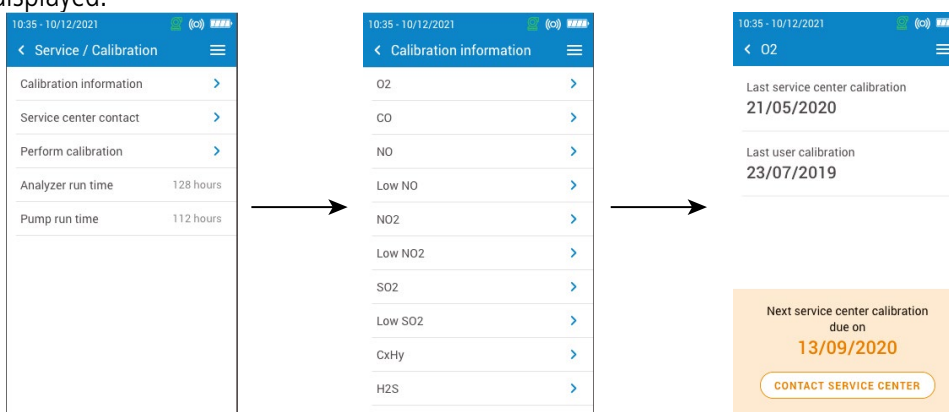 displayed.
10:35 - 10/12/2021
Service / Calibration
Calibration information
Service center contact
Perform calibration
Analyzer run time 128 hours
Pump run time 112 hours
10:35 - 10/12/2021
Calibration information
O2
CO
NO
Low NO
NO2
Low NO2
SO2
Low SO2
CxHy
H2S
10:35 - 10/12/2021
O2
Last service center calibration
21/05/2020
Last user calibration
23/07/2019
Next service center calibration
due on
13/09/2020
CONTACT SERVICE CENTER